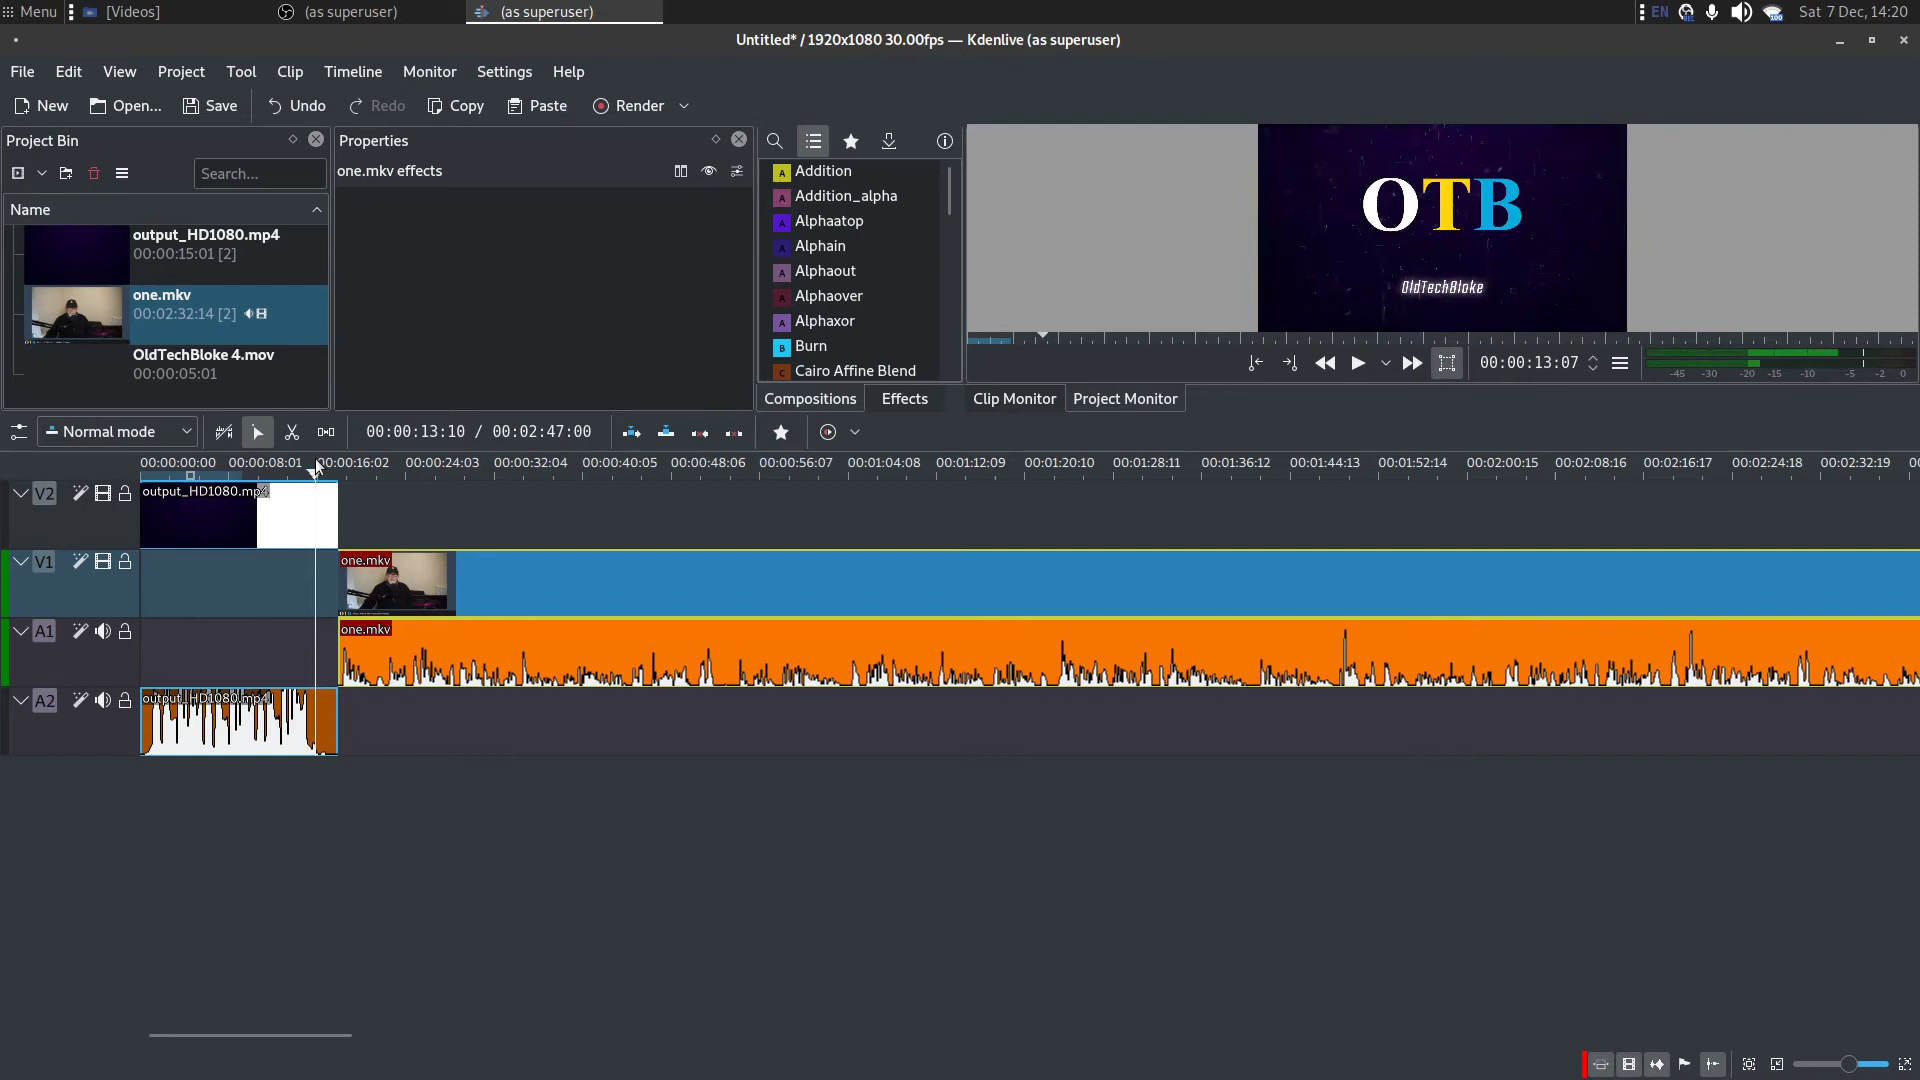 Menu [Videos] (as superuser) (as superuser) EN Sat 7 Dec, 14:20
Untitled* / 1920x1080 30.00fps — Kdenlive (as superuser)
File Edit View Project Tool Clip Timeline Monitor Settings Help
New Open... Save Undo Redo Copy Paste Render
Project Bin
Search...
Name
output_HD1080.mp4
00:00:15:01 [2]
one.mkv
00:02:32:14 [2]
OldTechBloke 4.mov
00:00:05:01
Properties
one.mkv effects
A Addition
A Addition_alpha
A Alphaatop
A Alphain
A Alphaout
A Alphaover
A Alphaxor
B Burn
C Cairo Affine Blend
Compositions Effects
OTB
OldTechBloke
00:00:13:07
-45 -30 -20 -15 -10 -5 -2 0
Clip Monitor Project Monitor
Normal mode 00:00:13:10 / 00:02:47:00
00:00:00:00 00:00:08:01 00:00:16:02 00:00:24:03 00:00:32:04 00:00:40:05 00:00:48:06 00:00:56:07 00:01:04:08 00:01:12:09 00:01:20:10 00:01:28:11 00:01:36:12 00:01:44:13 00:01:52:14 00:02:00:15 00:02:08:16 00:02:16:17 00:02:24:18 00:02:32:19
V2 output_HD1080.mp4
V1 one.mkv
A1 one.mkv
A2 output_HD1080.mp4